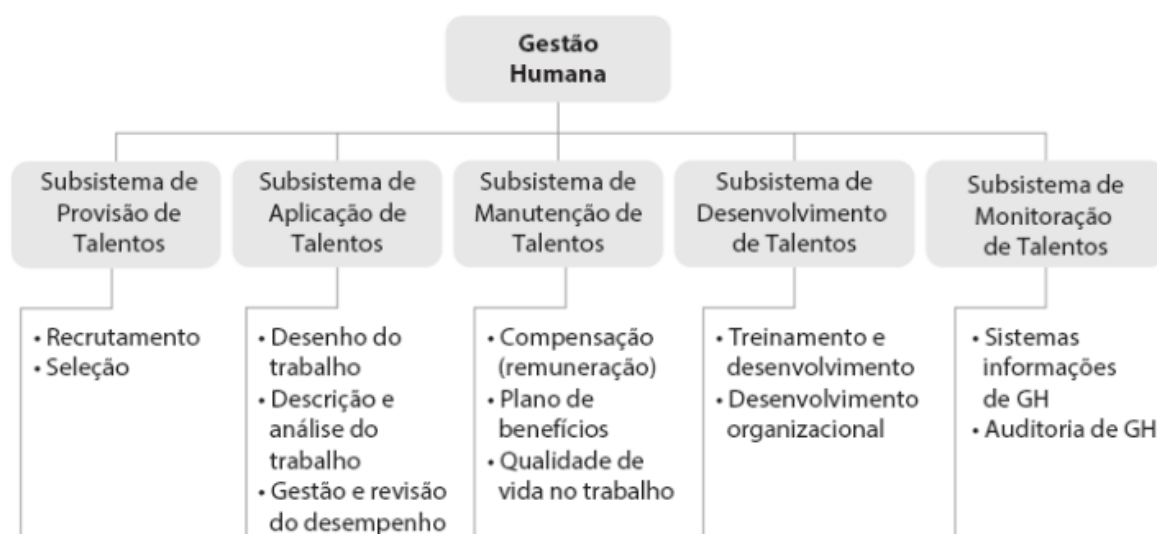 Gestão
Humana
Subsistema de
Provisão de
Talentos
Subsistema de
Aplicação de
Talentos
Subsistema de
Manutenção de
Talentos
Subsistema de
Desenvolvimento
de Talentos
Subsistema de
Monitoração
de Talentos
• Recrutamento
• Seleção
• Desenho do
trabalho
• Descrição e
análise do
trabalho
• Gestão e revisão
do desempenho
• Compensação
(remuneração)
• Plano de
benefícios
• Qualidade de
vida no trabalho
• Treinamento e
desenvolvimento
• Desenvolvimento
organizacional
• Sistemas
informações
de GH
• Auditoria de GH